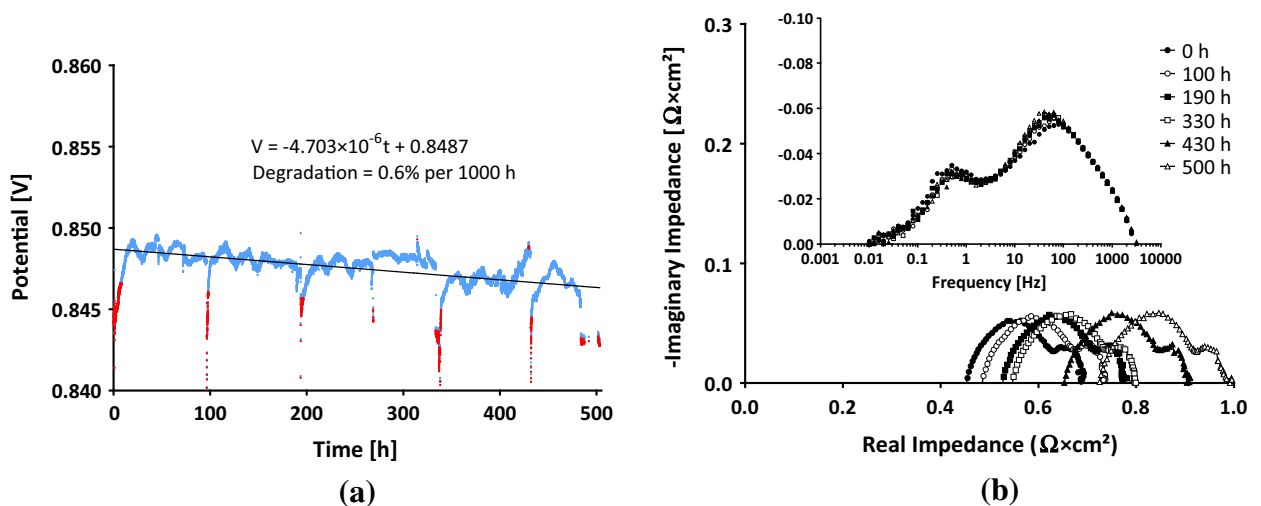 0.860
0.855
0.850
0.845
0.840
Potential [V]
V = -4.703×10⁻⁶t + 0.8487
Degradation = 0.6% per 1000 h
0 100 200 300 400 500
Time [h]
(a)
0.3
0.2
0.1
0.0
-Imaginary Impedance [Ω×cm²]
-0.10
-0.08
-0.06
-0.04
-0.02
0.00
0.001 0.01 0.1 1 10 100 1000 10000
Frequency [Hz]
0 h
100 h
190 h
330 h
430 h
500 h
0.0 0.2 0.4 0.6 0.8 1.0
Real Impedance (Ω×cm²)
(b)